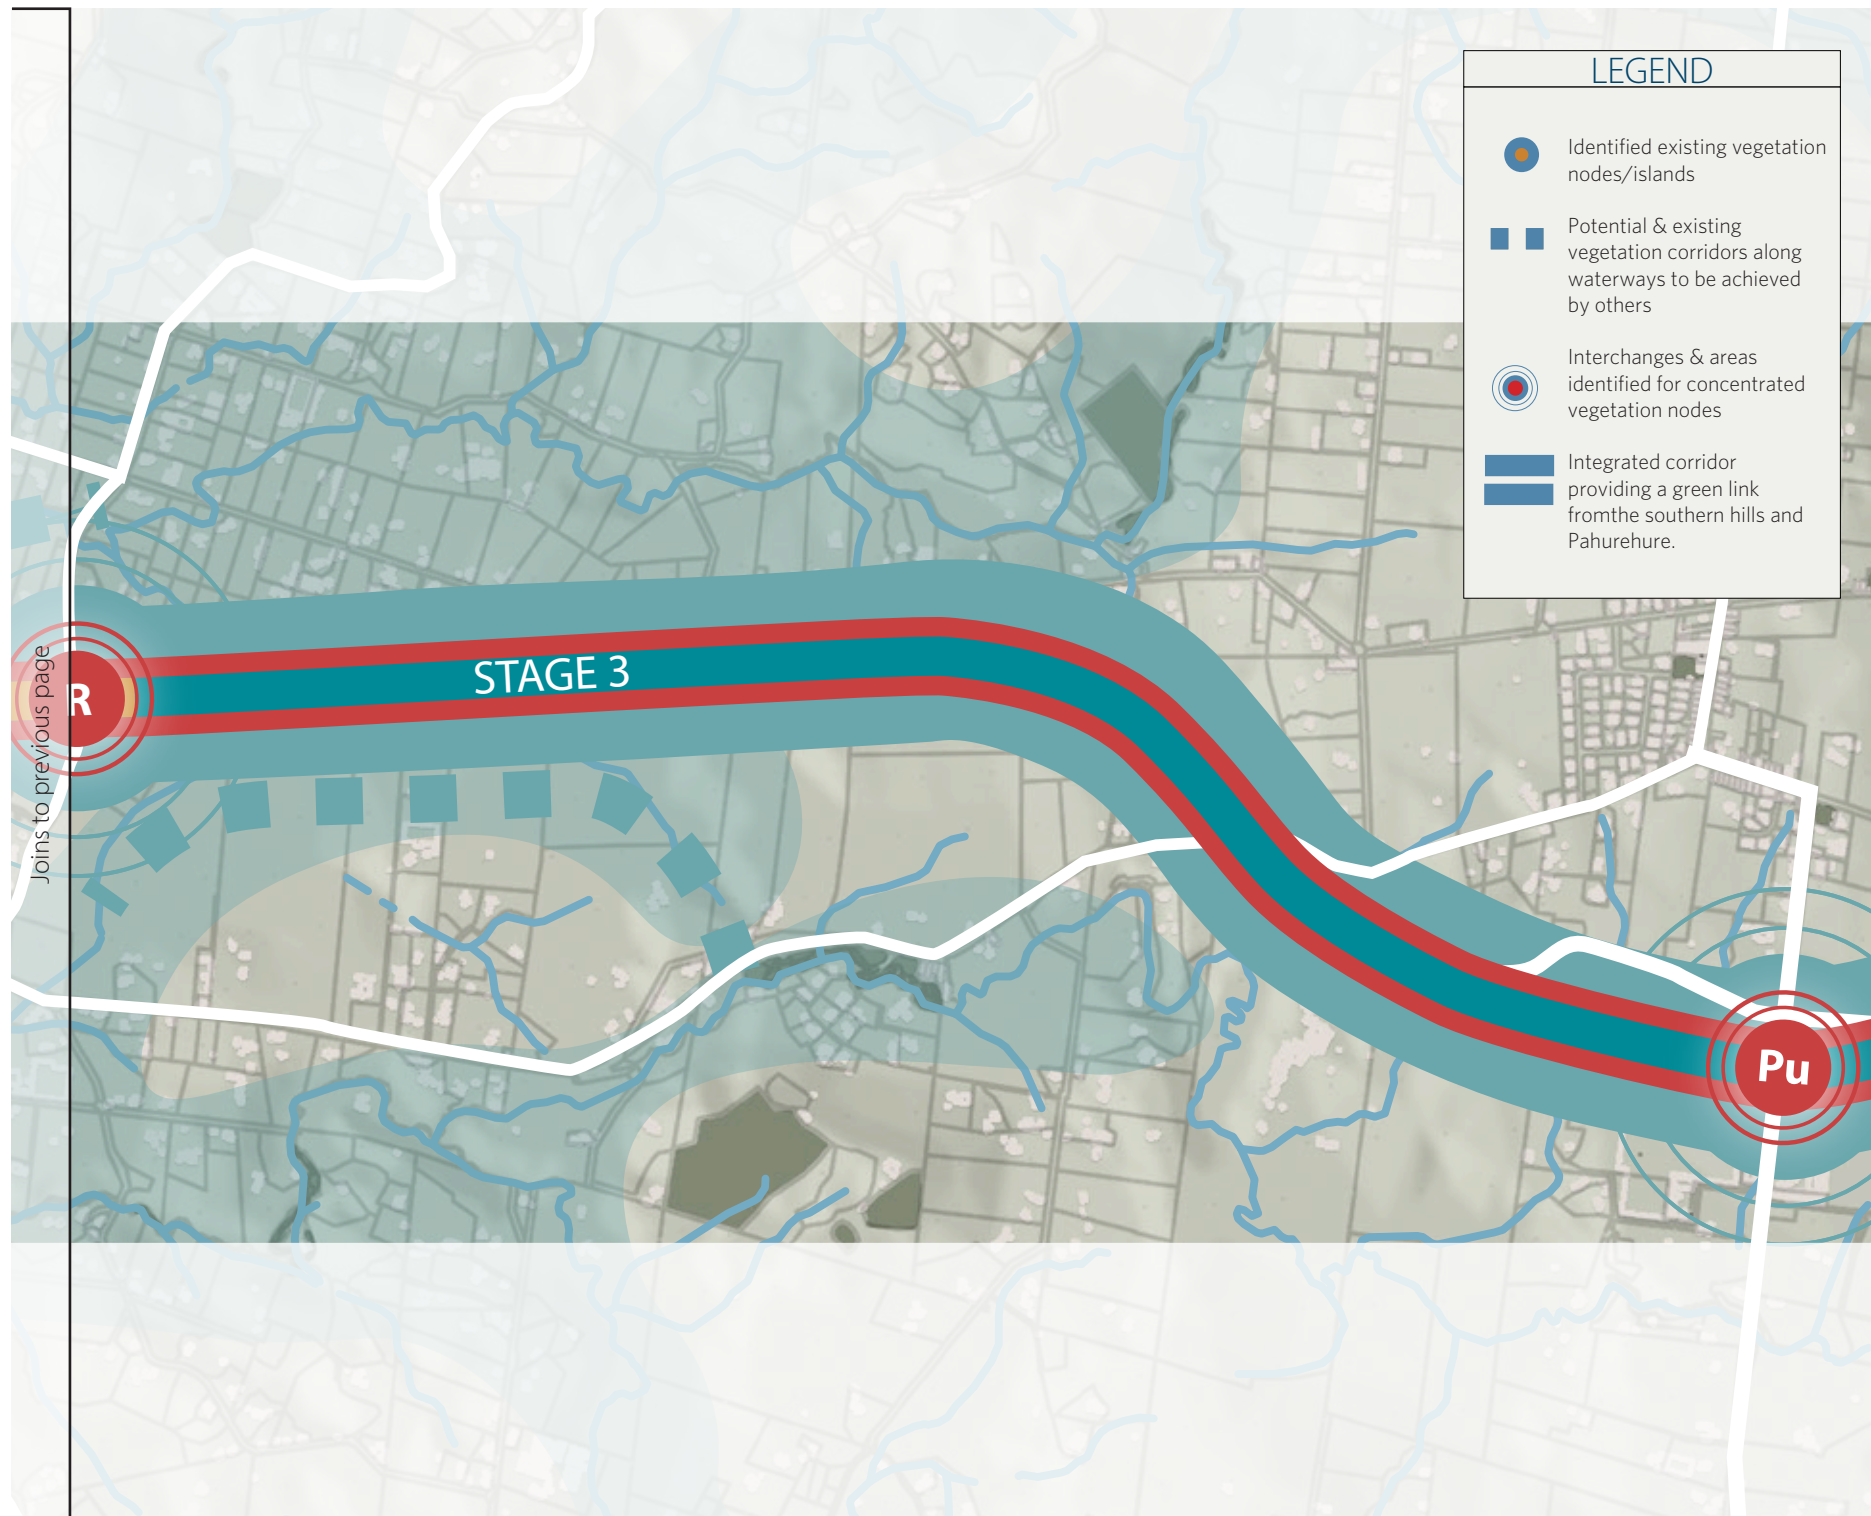 LEGEND
Identified existing vegetation
nodes/islands
Potential & existing
vegetation corridors along
waterways to be achieved
by others
Interchanges & areas
identified for concentrated
vegetation nodes
Integrated corridor
providing a green link
fromthe southern hills and
Pahurehure.
STAGE 3
Joins to previous page
R
Pu